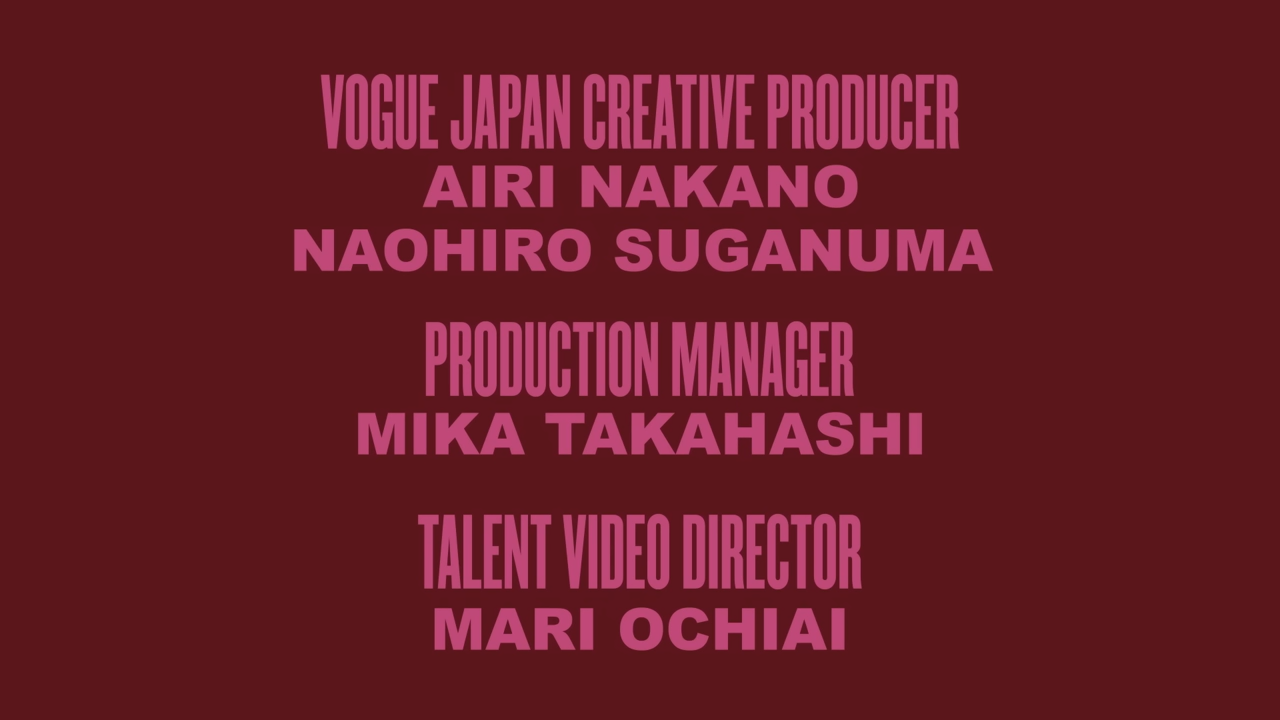 VOGUE JAPAN CREATIVE PRODUCER
AIRI NAKANO
NAOHIRO SUGANUMA
PRODUCTION MANAGER
MIKA TAKAHASHI
TALENT VIDEO DIRECTOR
MARI OCHIAI